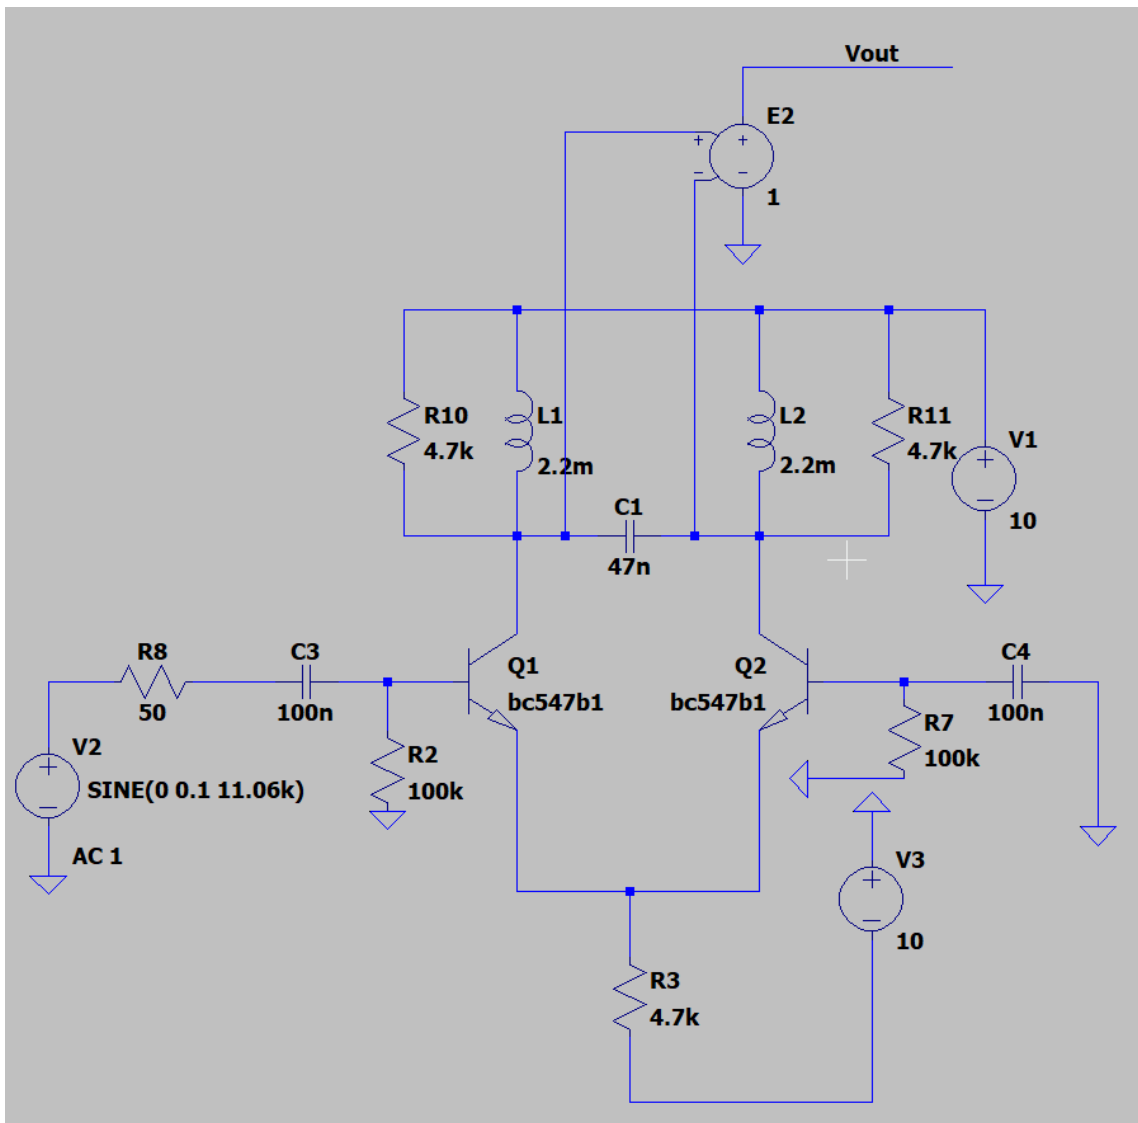 Vout
E2
1
R10
4.7k
L1
2.2m
L2
2.2m
R11
4.7k
V1
10
C1
47n
R8
50
C3
100n
Q1
bc547b1
Q2
bc547b1
C4
100n
R7
100k
R2
100k
V2
SINE(0 0.1 11.06k)
AC 1
V3
10
R3
4.7k